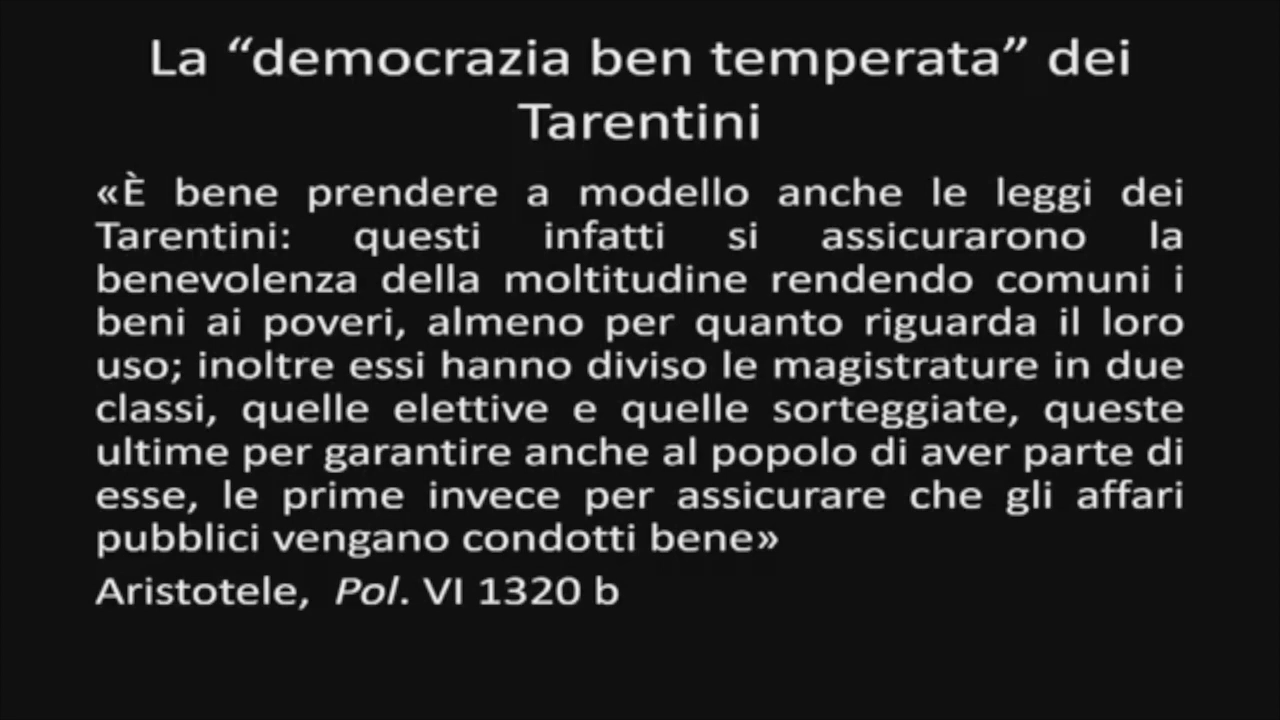 La “democrazia ben temperata” dei
Tarentini
«È bene prendere a modello anche le leggi dei
Tarentini: questi infatti si assicurarono la
benevolenza della moltitudine rendendo comuni i
beni ai poveri, almeno per quanto riguarda il loro
uso; inoltre essi hanno diviso le magistrature in due
classi, quelle elettive e quelle sorteggiate, queste
ultime per garantire anche al popolo di aver parte di
esse, le prime invece per assicurare che gli affari
pubblici vengano condotti bene»
Aristotele, Pol. VI 1320 b